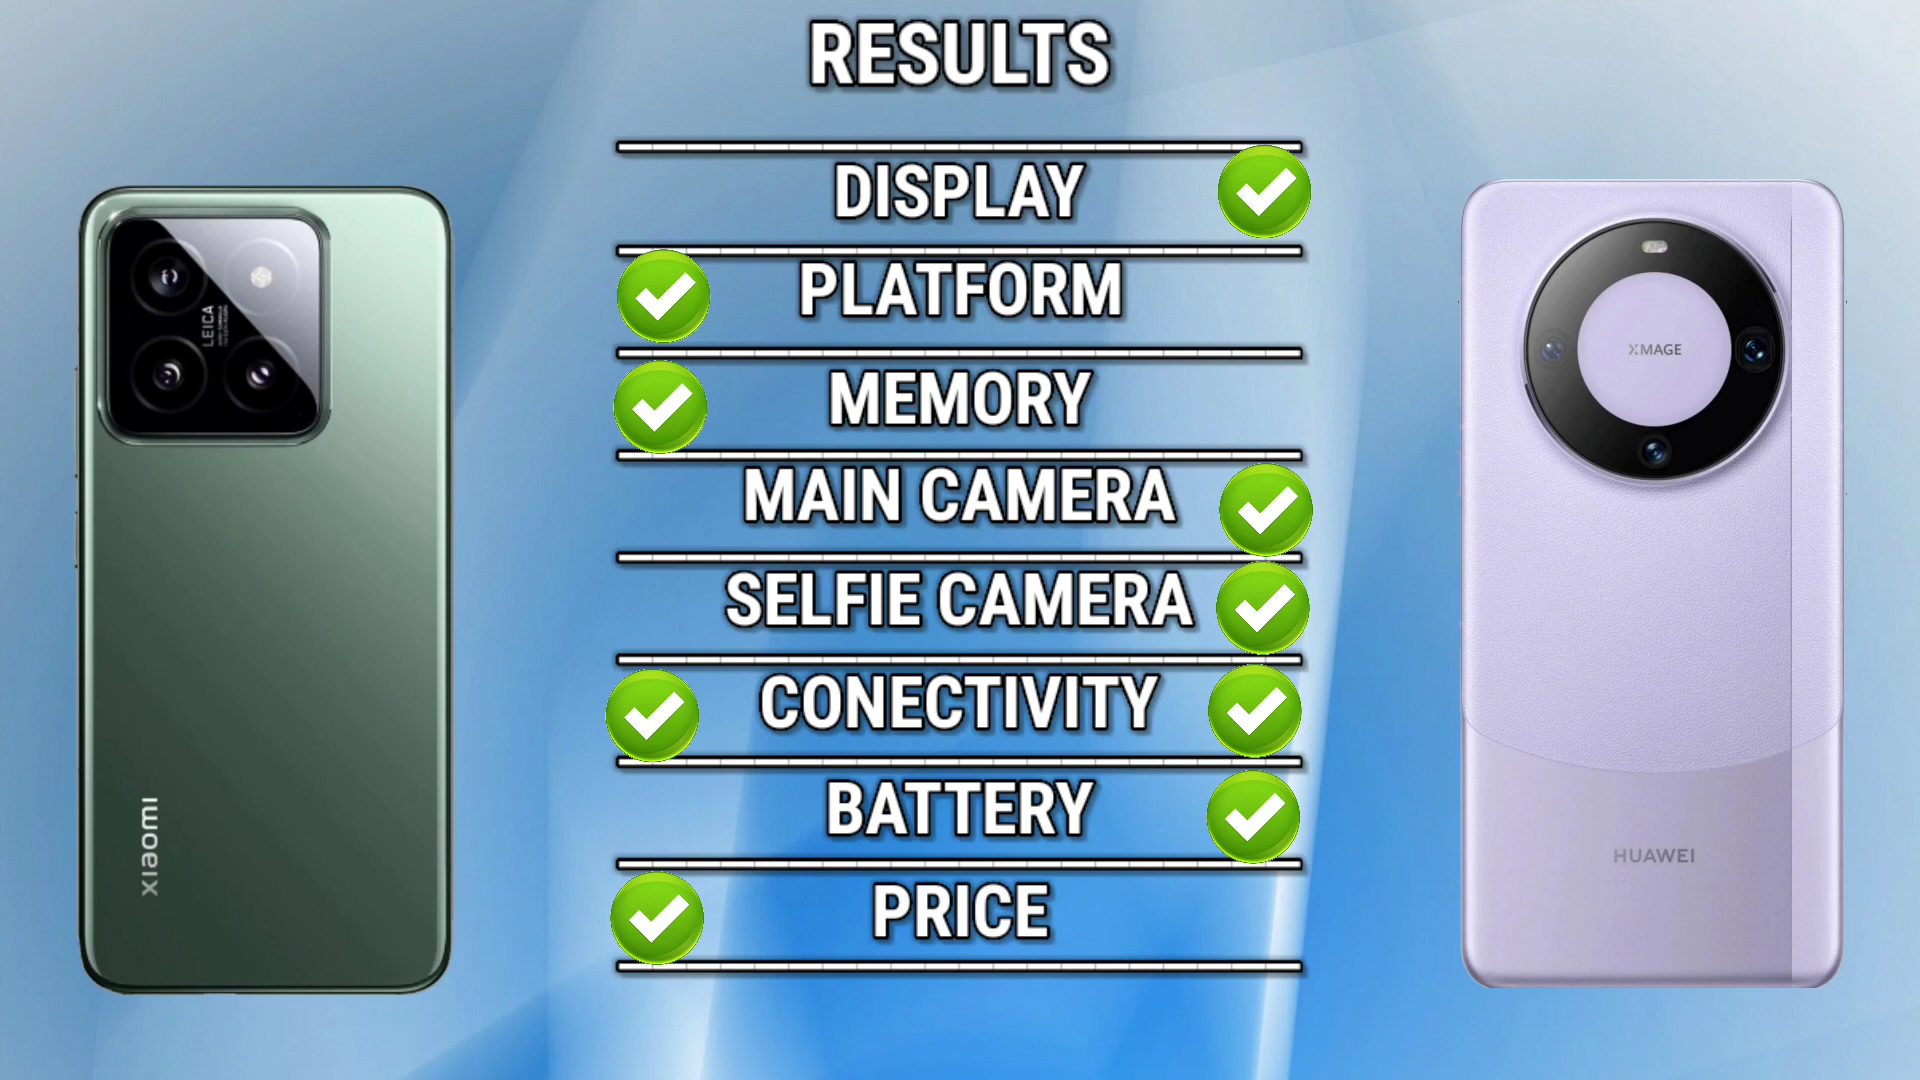 RESULTS
DISPLAY
PLATFORM
MEMORY
MAIN CAMERA
SELFIE CAMERA
CONECTIVITY
BATTERY
PRICE
LEICA
xiaomi
XMAGE
HUAWEI